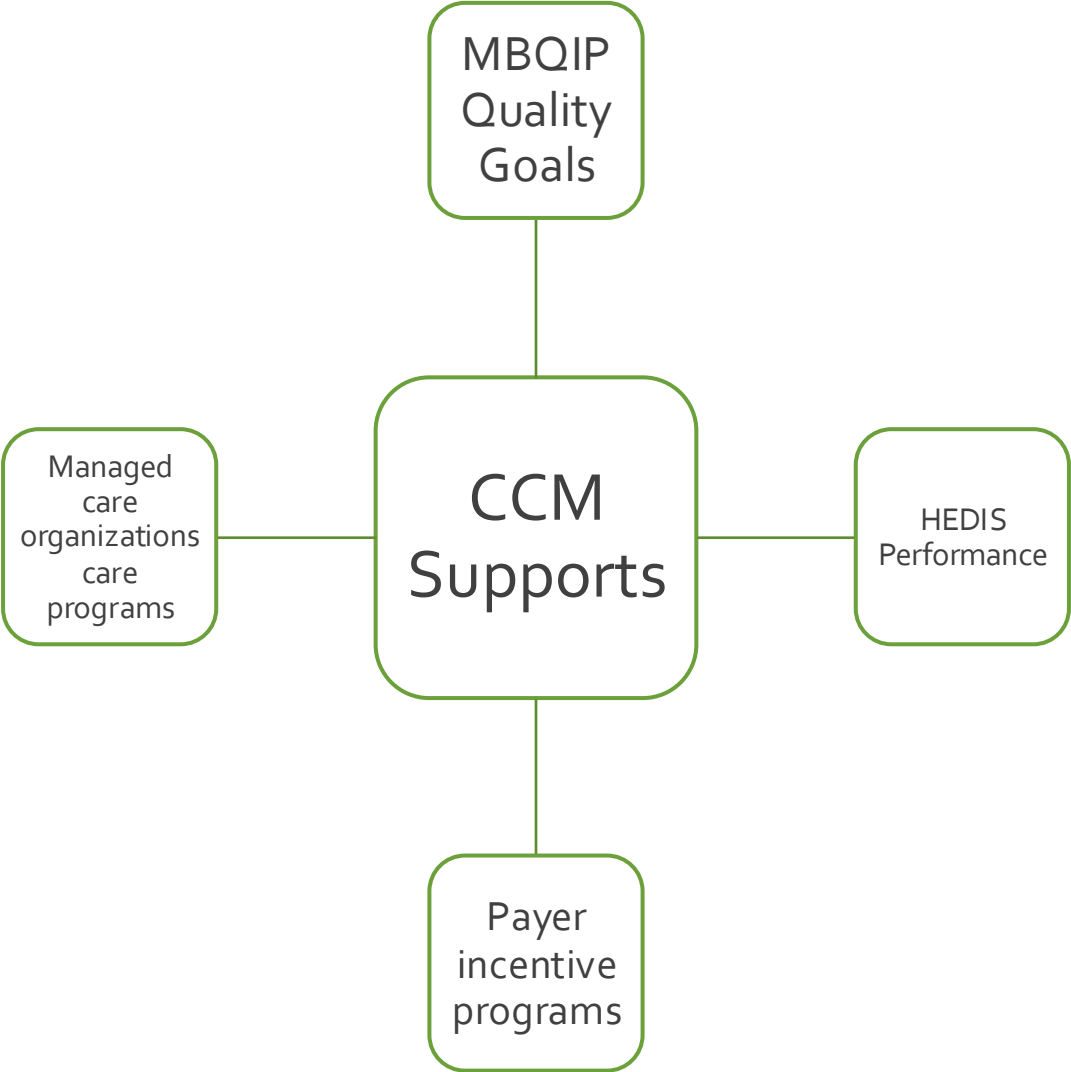 MBQIP
Quality
Goals
Managed
care
organizations
care
programs
CCM
Supports
HEDIS
Performance
Payer
incentive
programs